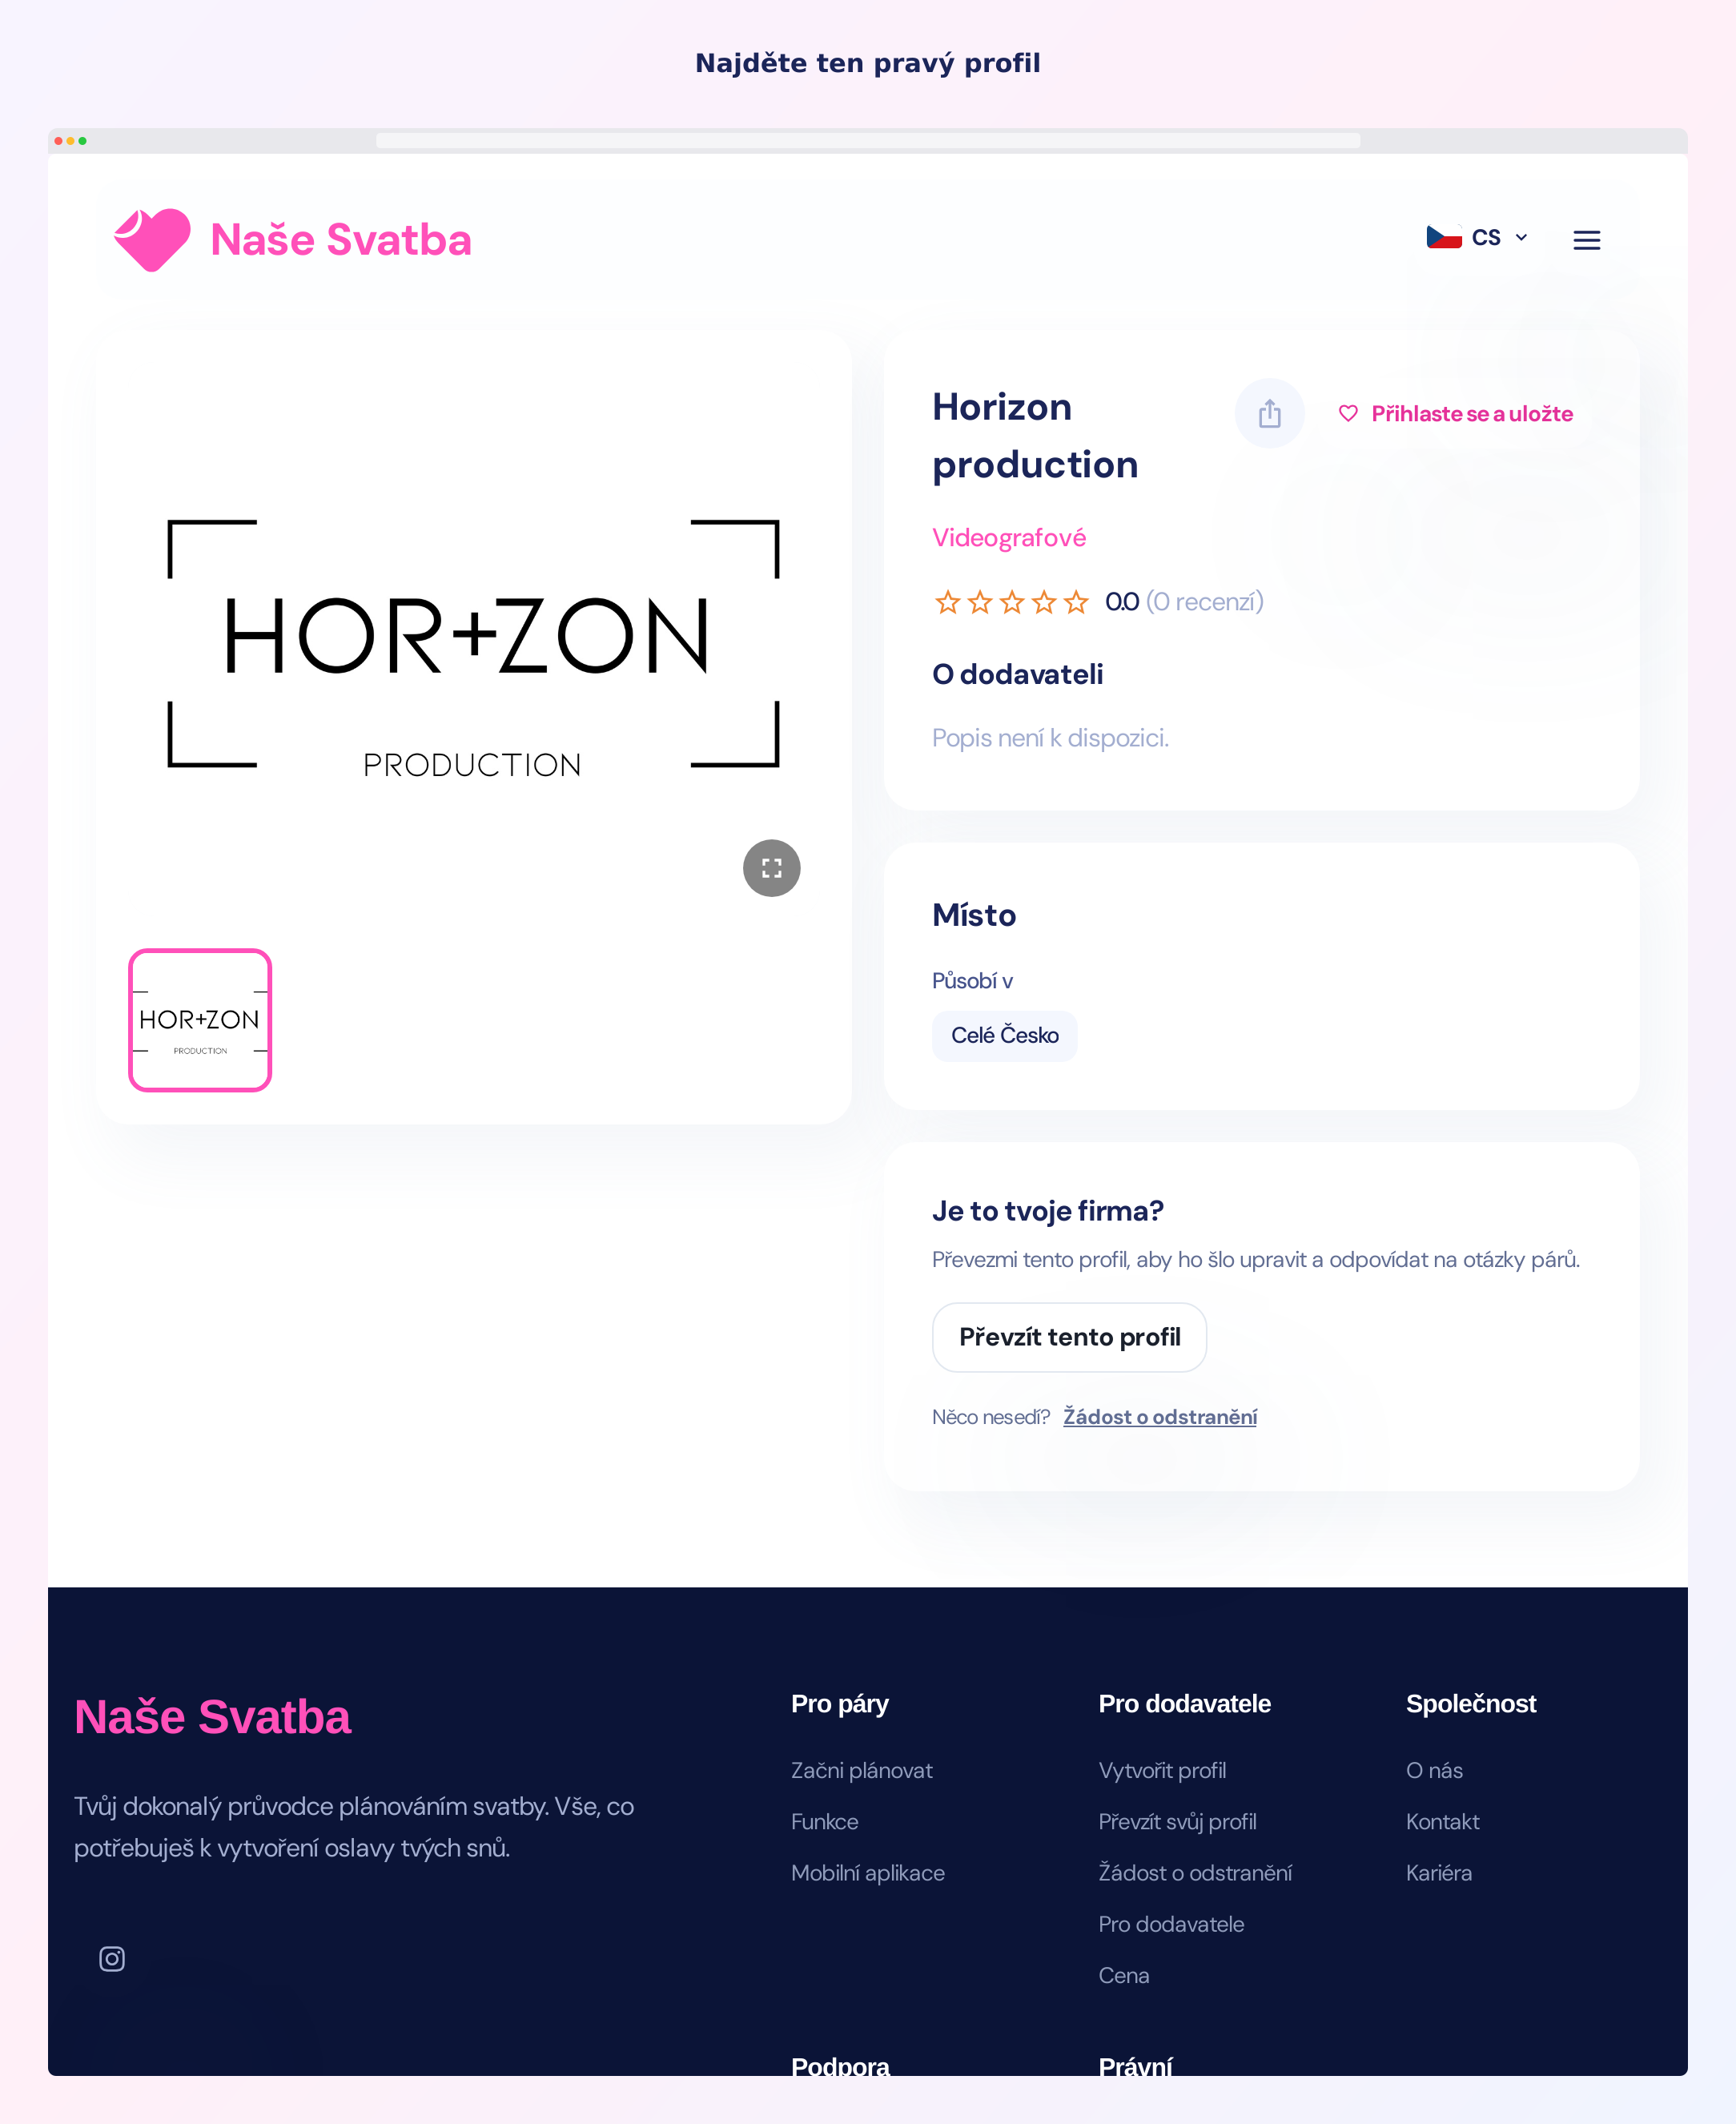 Najděte ten pravý profil
Naše Svatba
CS
HOR+ZON
PRODUCTION
HOR+ZON
PRODUCTION
Horizon
production
Přihlaste se a uložte
Videografové
0.0 (0 recenzí)
O dodavateli
Popis není k dispozici.
Místo
Působí v
Celé Česko
Je to tvoje firma?
Převezmi tento profil, aby ho šlo upravit a odpovídat na otázky párů.
Převzít tento profil
Něco nesedí? Žádost o odstranění
Naše Svatba
Tvůj dokonalý průvodce plánováním svatby. Vše, co
potřebuješ k vytvoření oslavy tvých snů.
Pro páry
Začni plánovat
Funkce
Mobilní aplikace
Pro dodavatele
Vytvořit profil
Převzít svůj profil
Žádost o odstranění
Pro dodavatele
Cena
Společnost
O nás
Kontakt
Kariéra
Podpora
Právní